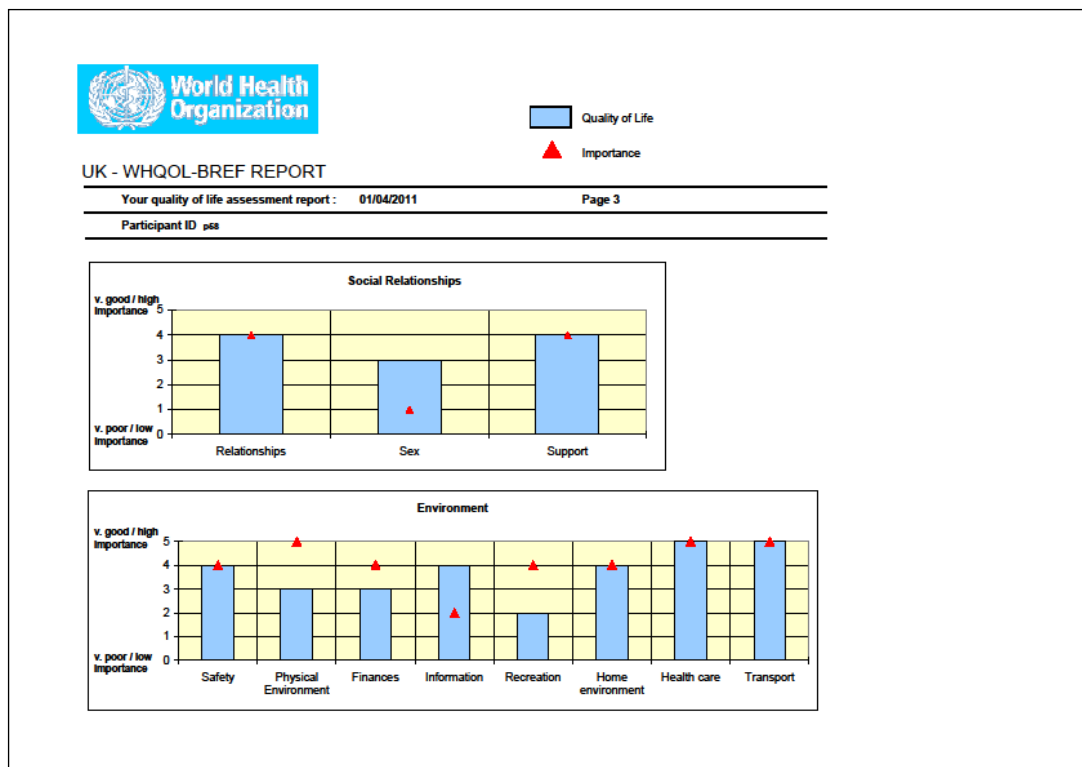 World Health
Organization
Quality of Life
Importance
UK - WHQOL-BREF REPORT
Your quality of life assessment report : 01/04/2011 Page 3
Participant ID p68
Social Relationships
v. good / high
Importance
5
4
3
2
1
0
v. poor / low
Importance
Relationships Sex Support
Environment
v. good / high
Importance
5
4
3
2
1
0
v. poor / low
Importance
Safety Physical Environment Finances Information Recreation Home environment Health care Transport